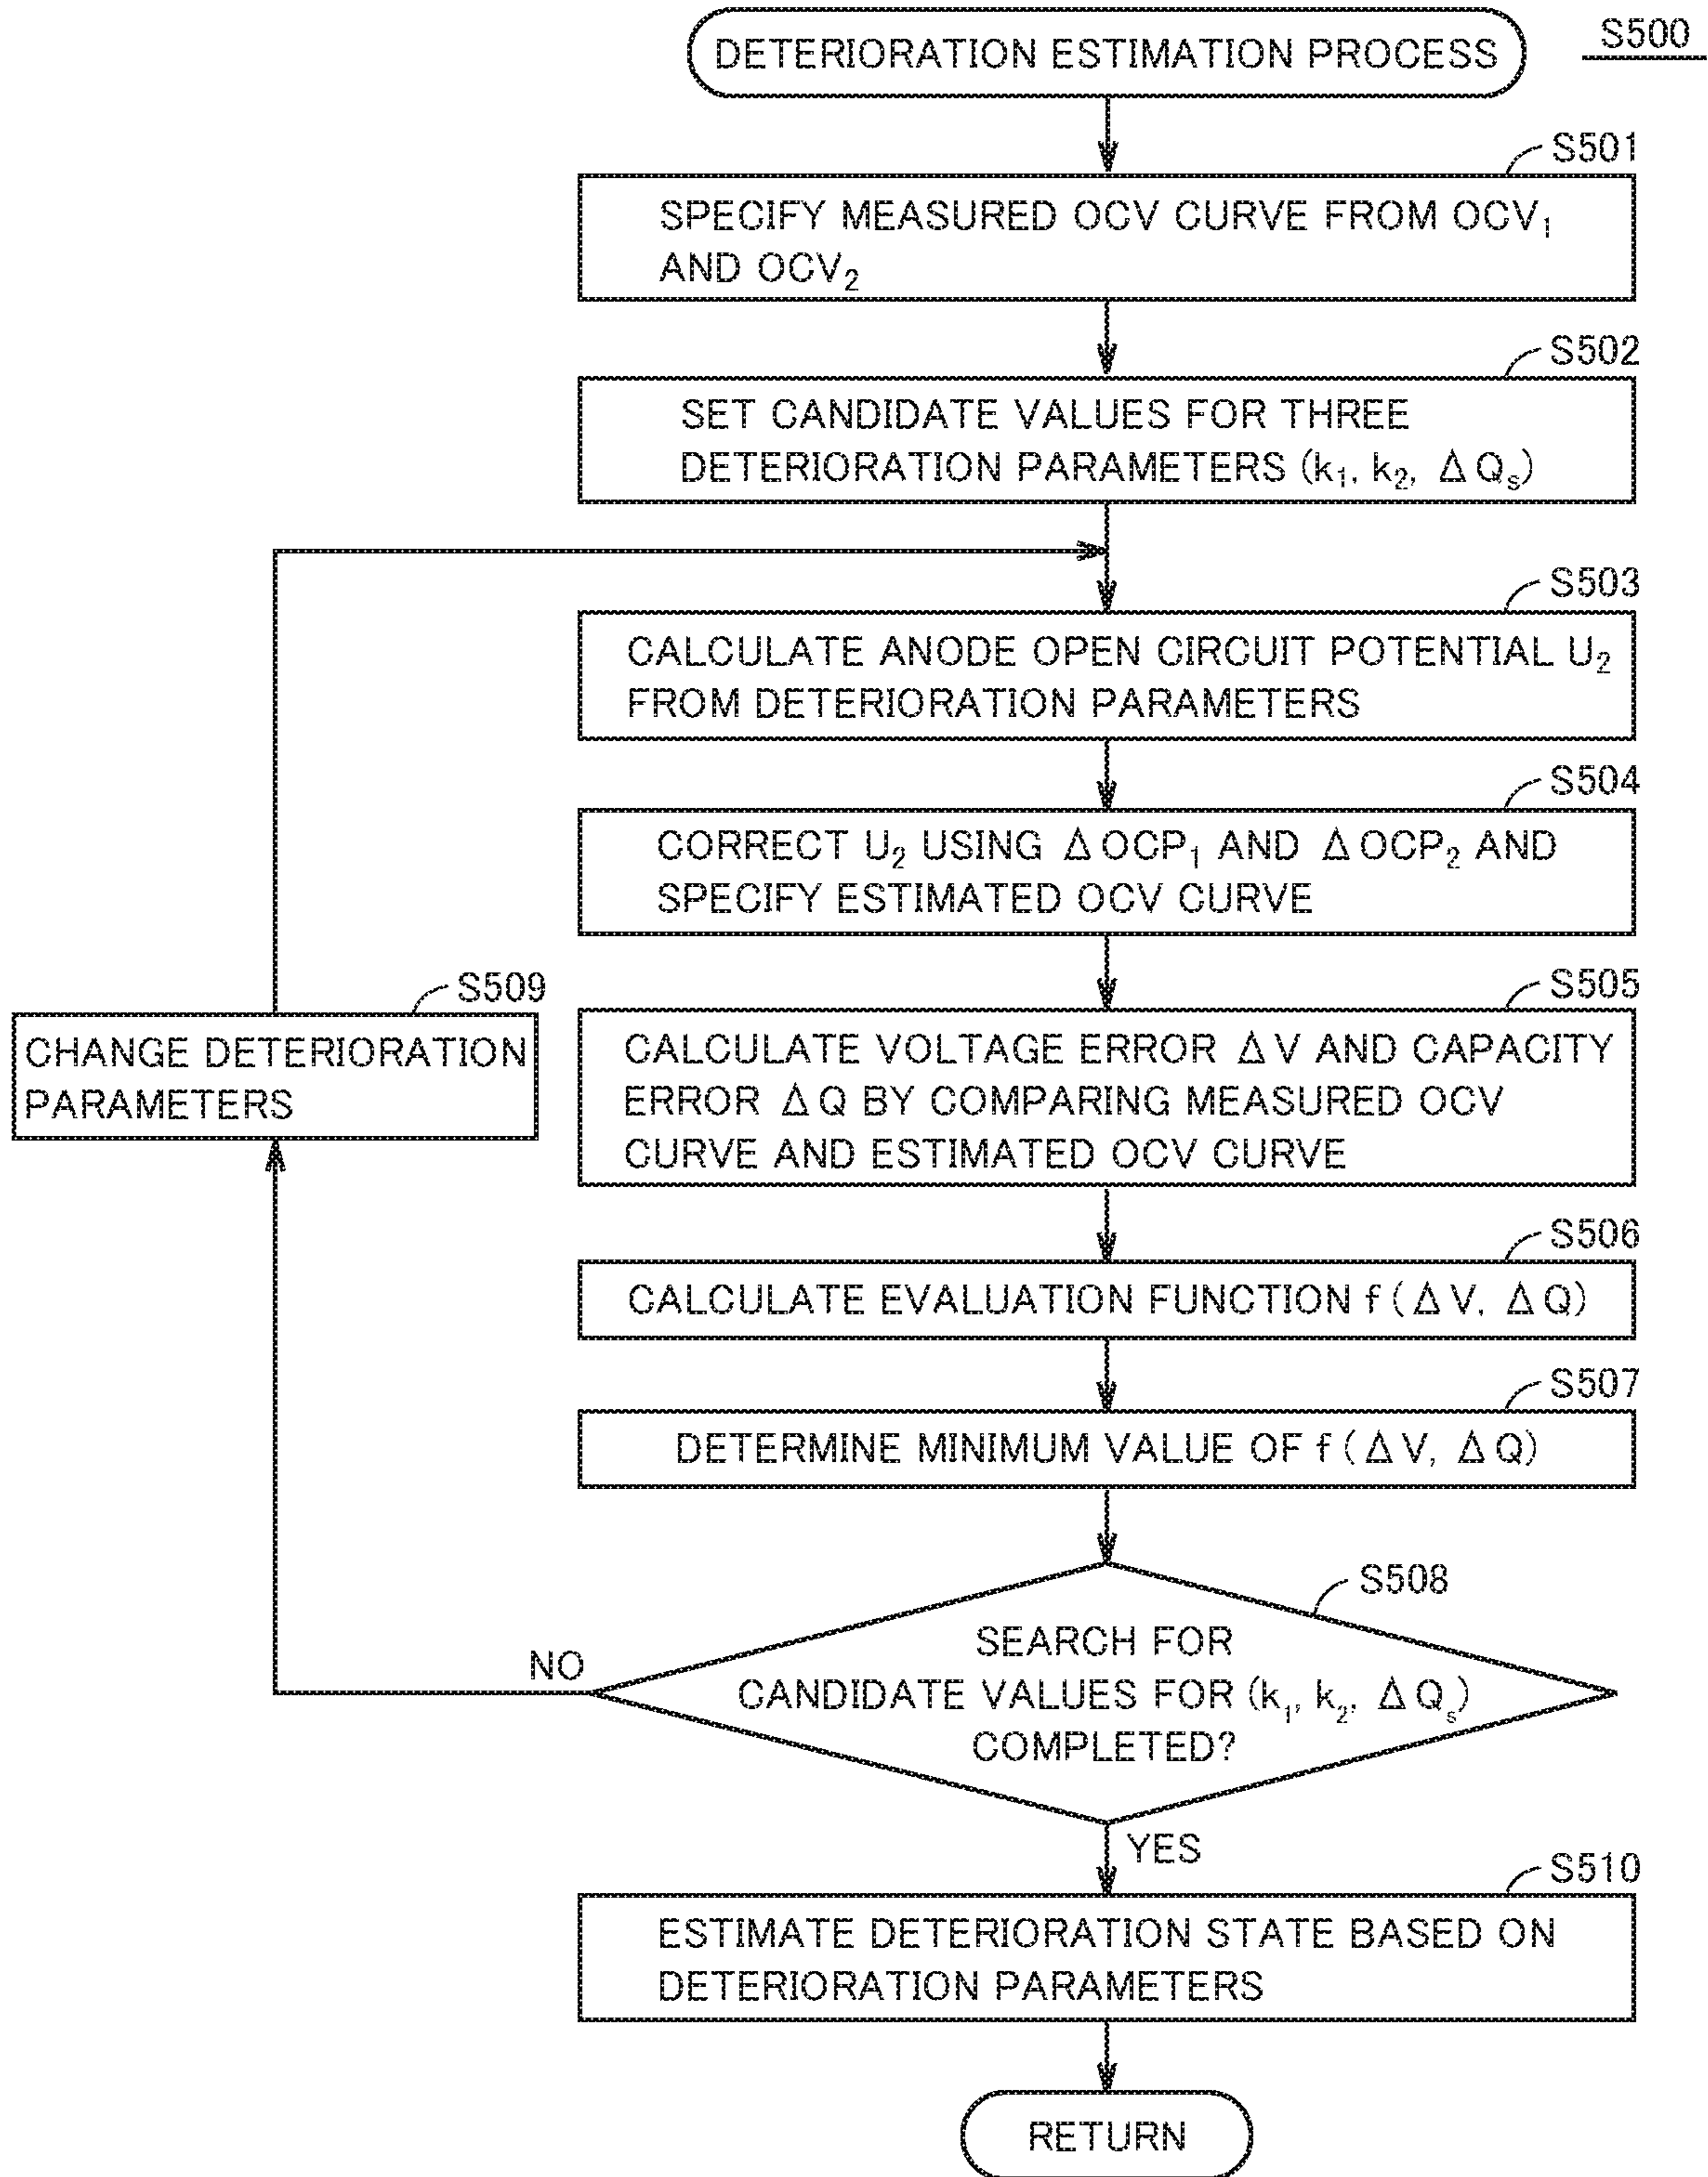 DETERIORATION ESTIMATION PROCESS
S500
S501
SPECIFY MEASURED OCV CURVE FROM OCV₁
AND OCV₂
S502
SET CANDIDATE VALUES FOR THREE
DETERIORATION PARAMETERS (k₁, k₂, ΔQₛ)
S503
CALCULATE ANODE OPEN CIRCUIT POTENTIAL U₂
FROM DETERIORATION PARAMETERS
S504
CORRECT U₂ USING ΔOCP₁ AND ΔOCP₂ AND
SPECIFY ESTIMATED OCV CURVE
S505
CALCULATE VOLTAGE ERROR ΔV AND CAPACITY
ERROR ΔQ BY COMPARING MEASURED OCV
CURVE AND ESTIMATED OCV CURVE
S509
CHANGE DETERIORATION
PARAMETERS
S506
CALCULATE EVALUATION FUNCTION f (ΔV, ΔQ)
S507
DETERMINE MINIMUM VALUE OF f (ΔV, ΔQ)
S508
SEARCH FOR
CANDIDATE VALUES FOR (k₁, k₂, ΔQₛ)
COMPLETED?
NO
YES
S510
ESTIMATE DETERIORATION STATE BASED ON
DETERIORATION PARAMETERS
RETURN